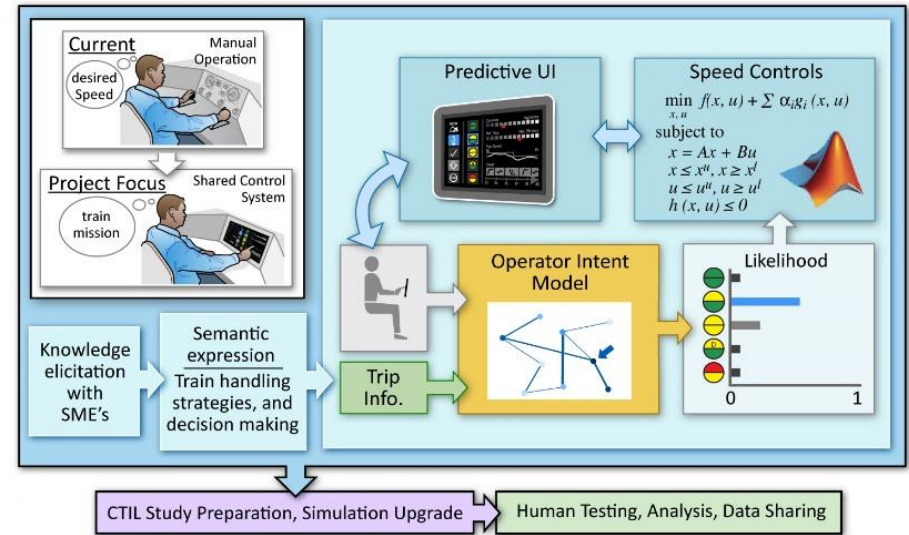 Current
Manual
Operation
desired
Speed
Project Focus
Shared Control
System
train
mission
Knowledge
elicitation
with
SME's
Semantic
expression
Train handling
strategies, and
decision making
Predictive UI
Speed Controls
min f(x, u) + Σ αᵢgᵢ (x, u)
x, u
subject to
x = Ax + Bu
x ≤ xᵘ, x ≥ xˡ
u ≤ uᵘ, u ≥ uˡ
h (x, u) ≤ 0
Operator Intent
Model
Trip
Info.
Likelihood
0 1
CTIL Study Preparation, Simulation Upgrade
Human Testing, Analysis, Data Sharing